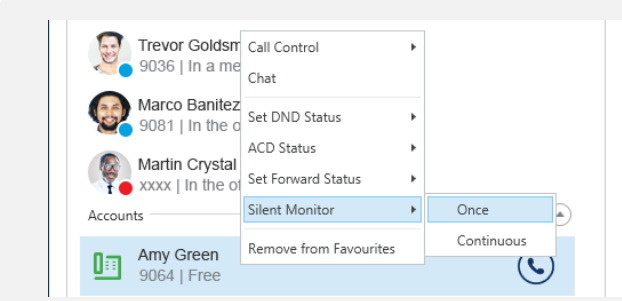 Trevor Goldsm
9036 | In a me
Marco Banitez
9081 | In the o
Martin Crystal
xxxx | In the of
Accounts
Amy Green
9064 | Free
Call Control
Chat
Set DND Status
ACD Status
Set Forward Status
Silent Monitor
Remove from Favourites
Once
Continuous